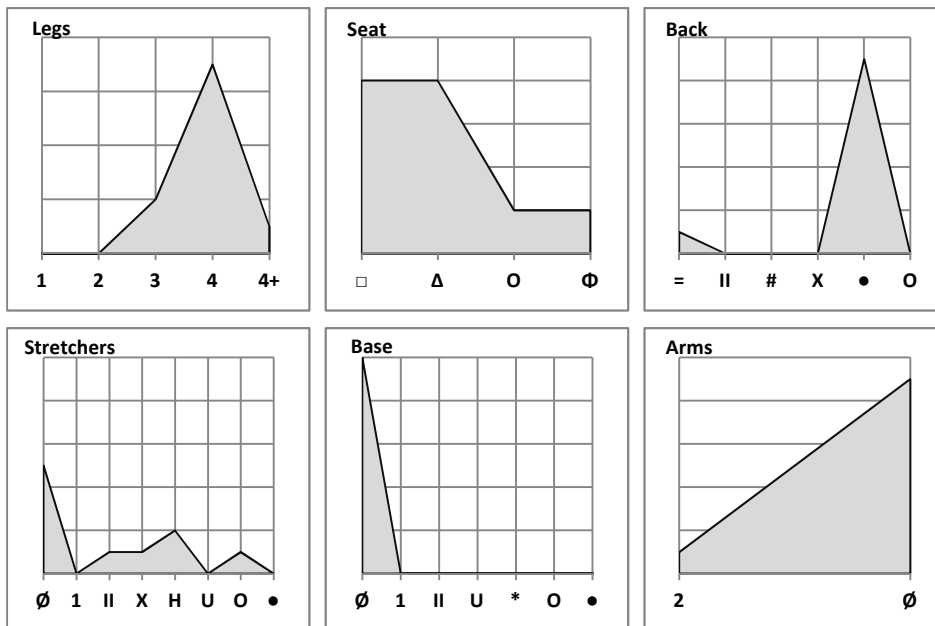 Legs
1 2 3 4 4+
Seat
□ Δ O Φ
Back
= II # X ● O
Stretchers
Ø 1 II X H U O ●
Base
Ø 1 II U * O ●
Arms
2 Ø